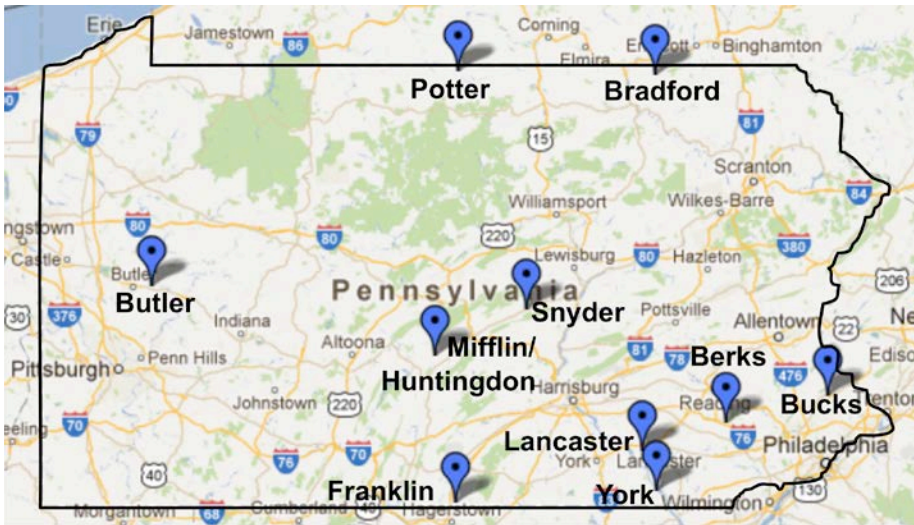 Erie
Jamestown
86
Corning
Elmira
Binghamton
Potter
Bradford
79
15
81
Scranton
84
Williamsport
Wilkes-Barre
80
80
220
Lewisburg
80
Hazleton
380
Butler
Butler
Pennsylvania
Snyder
206
30
376
Indiana
Altoona
Mifflin/
Huntingdon
Pottsville
Allentown
22
81
78
Berks
476
Pittsburgh
Penn Hills
Johnstown
220
Harrisburg
Reading
Bucks
70
Lancaster
76
Philadelphia
40
76
70
York
Lancaster
York
Franklin
Wilmington
130
Morgantown
68
Cumberland
Hagerstown